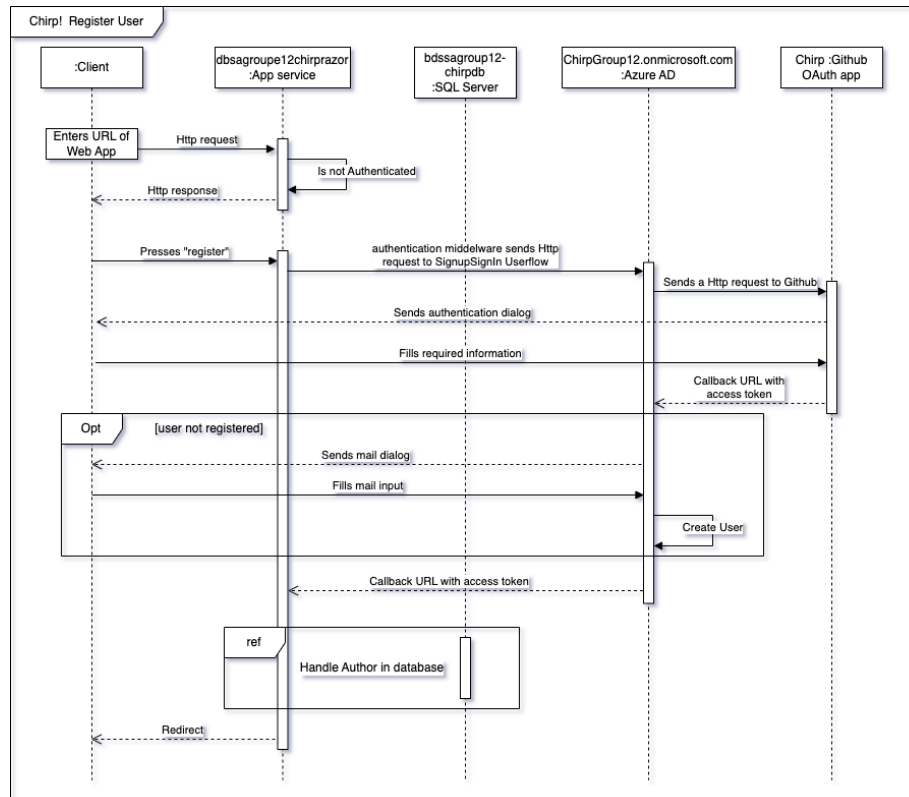 Chirp!  Register User
:Client
dbsagroupe12chirprazor
:App service
bdssagroup12-
chirpdb
:SQL Server
ChirpGroup12.onmicrosoft.com
:Azure AD
Chirp :Github
OAuth app
Enters URL of
Web App
Http request
Is not Authenticated
Http response
Presses "register"
authentication middelware sends Http
request to SignupSignIn Userflow
Sends a Http request to Github
Sends authentication dialog
Fills required information
Callback URL with
access token
Opt
[user not registered]
Sends mail dialog
Fills mail input
Create User
Callback URL with access token
ref
Handle Author in database
Redirect